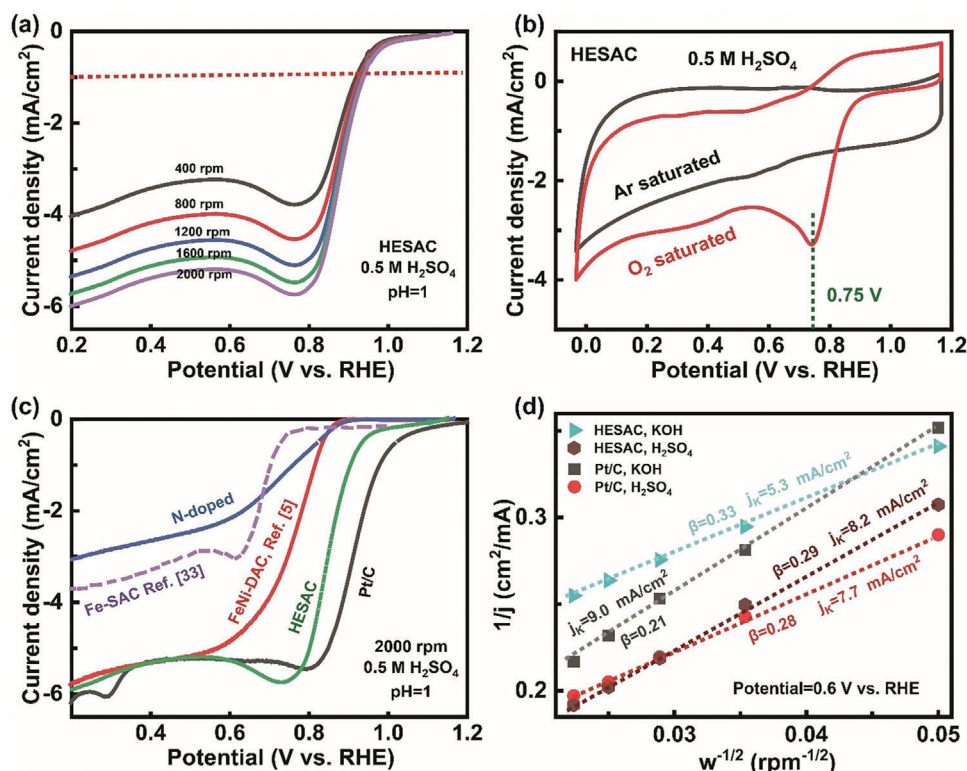 (a)
0
-2
-4
-6
Current density (mA/cm²)
400 rpm
800 rpm
1200 rpm
1600 rpm
2000 rpm
HESAC
0.5 M H₂SO₄
pH=1
0.2 0.4 0.6 0.8 1.0 1.2
Potential (V vs. RHE)
(b)
HESAC
0.5 M H₂SO₄
0
-2
-4
Current density (mA/cm²)
Ar saturated
O₂ saturated
0.75 V
0.0 0.2 0.4 0.6 0.8 1.0 1.2
Potential (V vs. RHE)
(c)
0
-2
-4
-6
Current density (mA/cm²)
N-doped
Fe-SAC Ref. [33]
FeNi-DAC, Ref. [5]
HESAC
Pt/C
2000 rpm
0.5 M H₂SO₄
pH=1
0.2 0.4 0.6 0.8 1.0 1.2
Potential (V vs. RHE)
(d)
HESAC, KOH
HESAC, H₂SO₄
Pt/C, KOH
Pt/C, H₂SO₄
0.3
0.2
1/j (cm²/mA)
β=0.33 jK=5.3 mA/cm²
jK=8.2 mA/cm²
β=0.29
jK=9.0 mA/cm²
β=0.21
jK=7.7 mA/cm²
β=0.28
Potential=0.6 V vs. RHE
0.03 0.04 0.05
w⁻¹/² (rpm⁻¹/²)